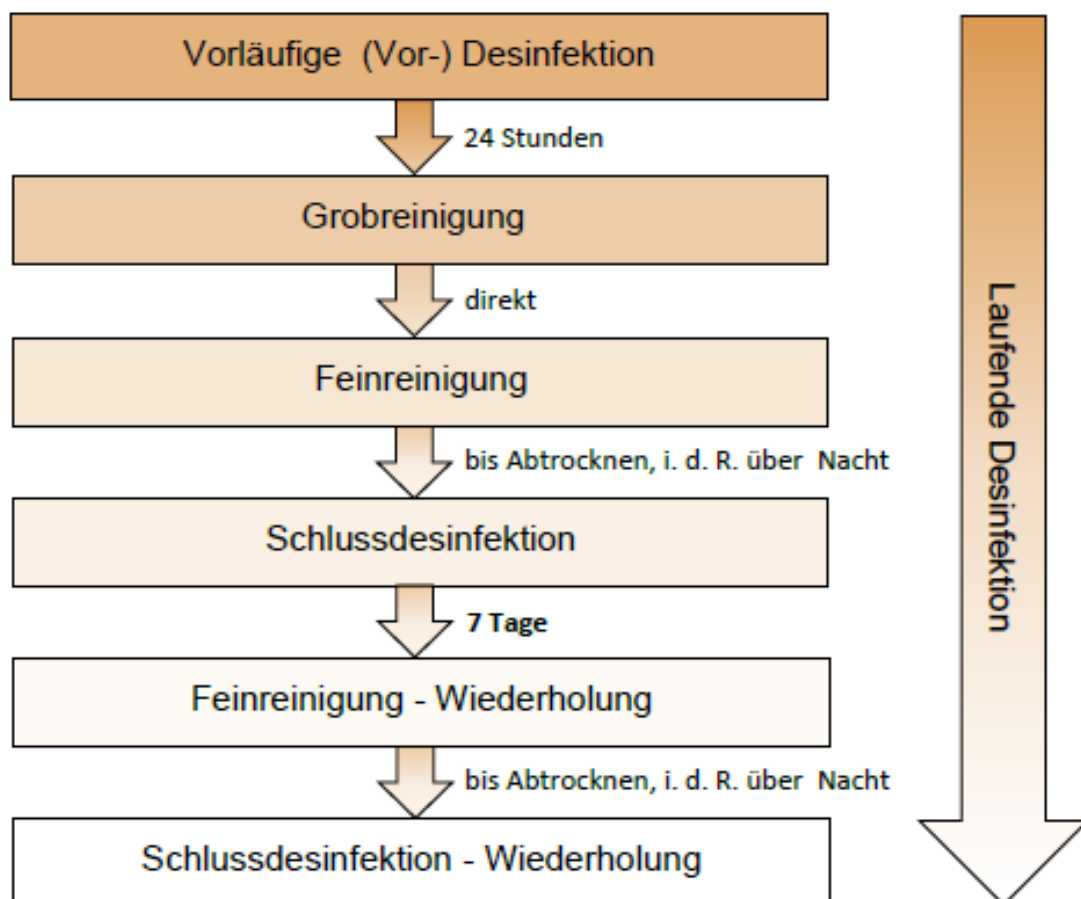 Vorläufige (Vor-) Desinfektion
24 Stunden
Grobreinigung
direkt
Feinreinigung
bis Abtrocknen, i. d. R. über Nacht
Schlussdesinfektion
7 Tage
Feinreinigung - Wiederholung
bis Abtrocknen, i. d. R. über Nacht
Schlussdesinfektion - Wiederholung
Laufende Desinfektion